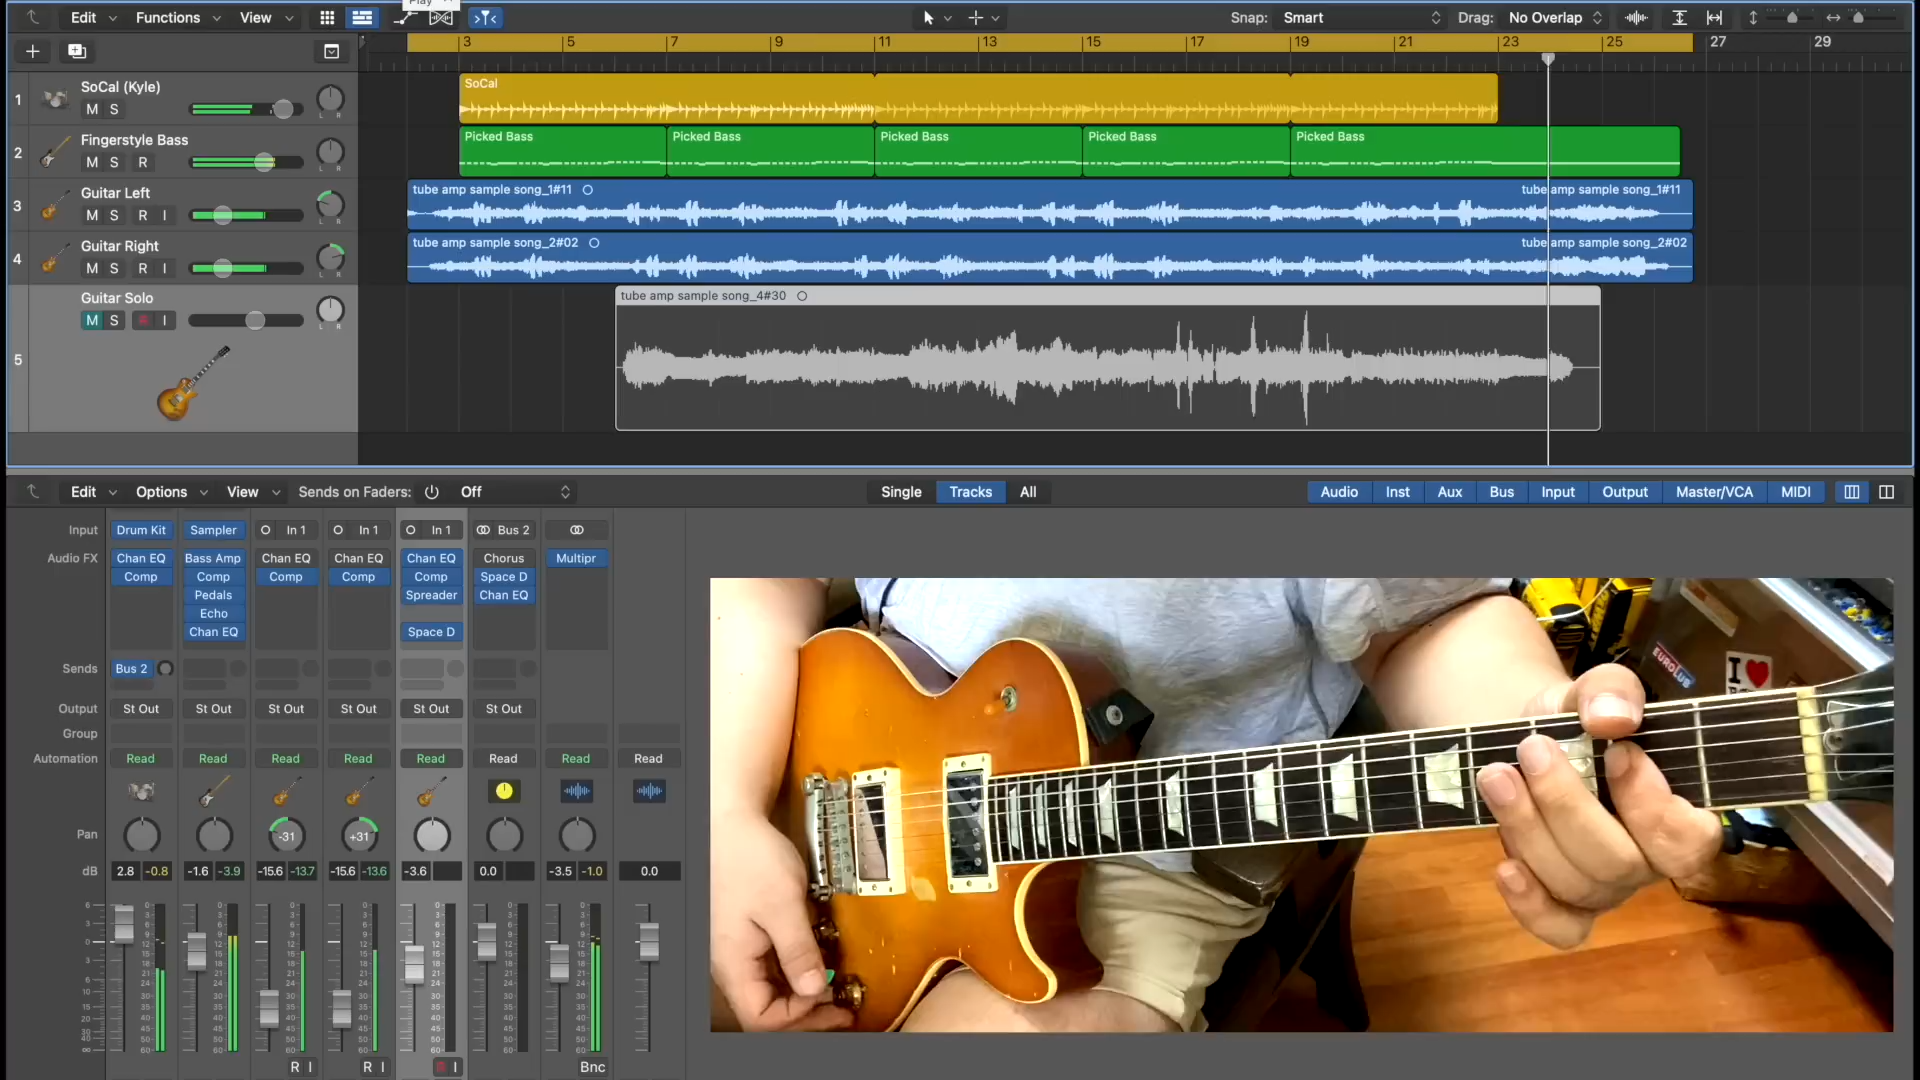 Play
Edit Functions View Snap: Smart Drag: No Overlap
3 5 7 9 11 13 15 17 19 21 23 25 27 29
1 SoCal (Kyle)
M S
L R
SoCal
2 Fingerstyle Bass
M S R
L R
Picked Bass Picked Bass Picked Bass Picked Bass Picked Bass
3 Guitar Left
M S R I
L R
tube amp sample song_1#11 tube amp sample song_1#11
4 Guitar Right
M S R I
L R
tube amp sample song_2#02 tube amp sample song_2#02
5 Guitar Solo
M S R I
L R
tube amp sample song_4#30
Edit Options View Sends on Faders: Off Single Tracks All Audio Inst Aux Bus Input Output Master/VCA MIDI
Input Drum Kit Sampler In 1 In 1 In 1 Bus 2
Audio FX Chan EQ Bass Amp Chan EQ Chan EQ Chan EQ Chorus Multipr
Comp Comp Comp Comp Comp Space D
Pedals Spreader Chan EQ
Echo
Chan EQ Space D
Sends Bus 2
Output St Out St Out St Out St Out St Out St Out
Group
Automation Read Read Read Read Read Read Read Read
Pan -31 +31
dB 2.8 -0.8 -1.6 -3.9 -15.6 -13.7 -15.6 -13.6 -3.6 0.0 -3.5 -1.0 0.0
R I R I R I Bnc
EUROLUB
I